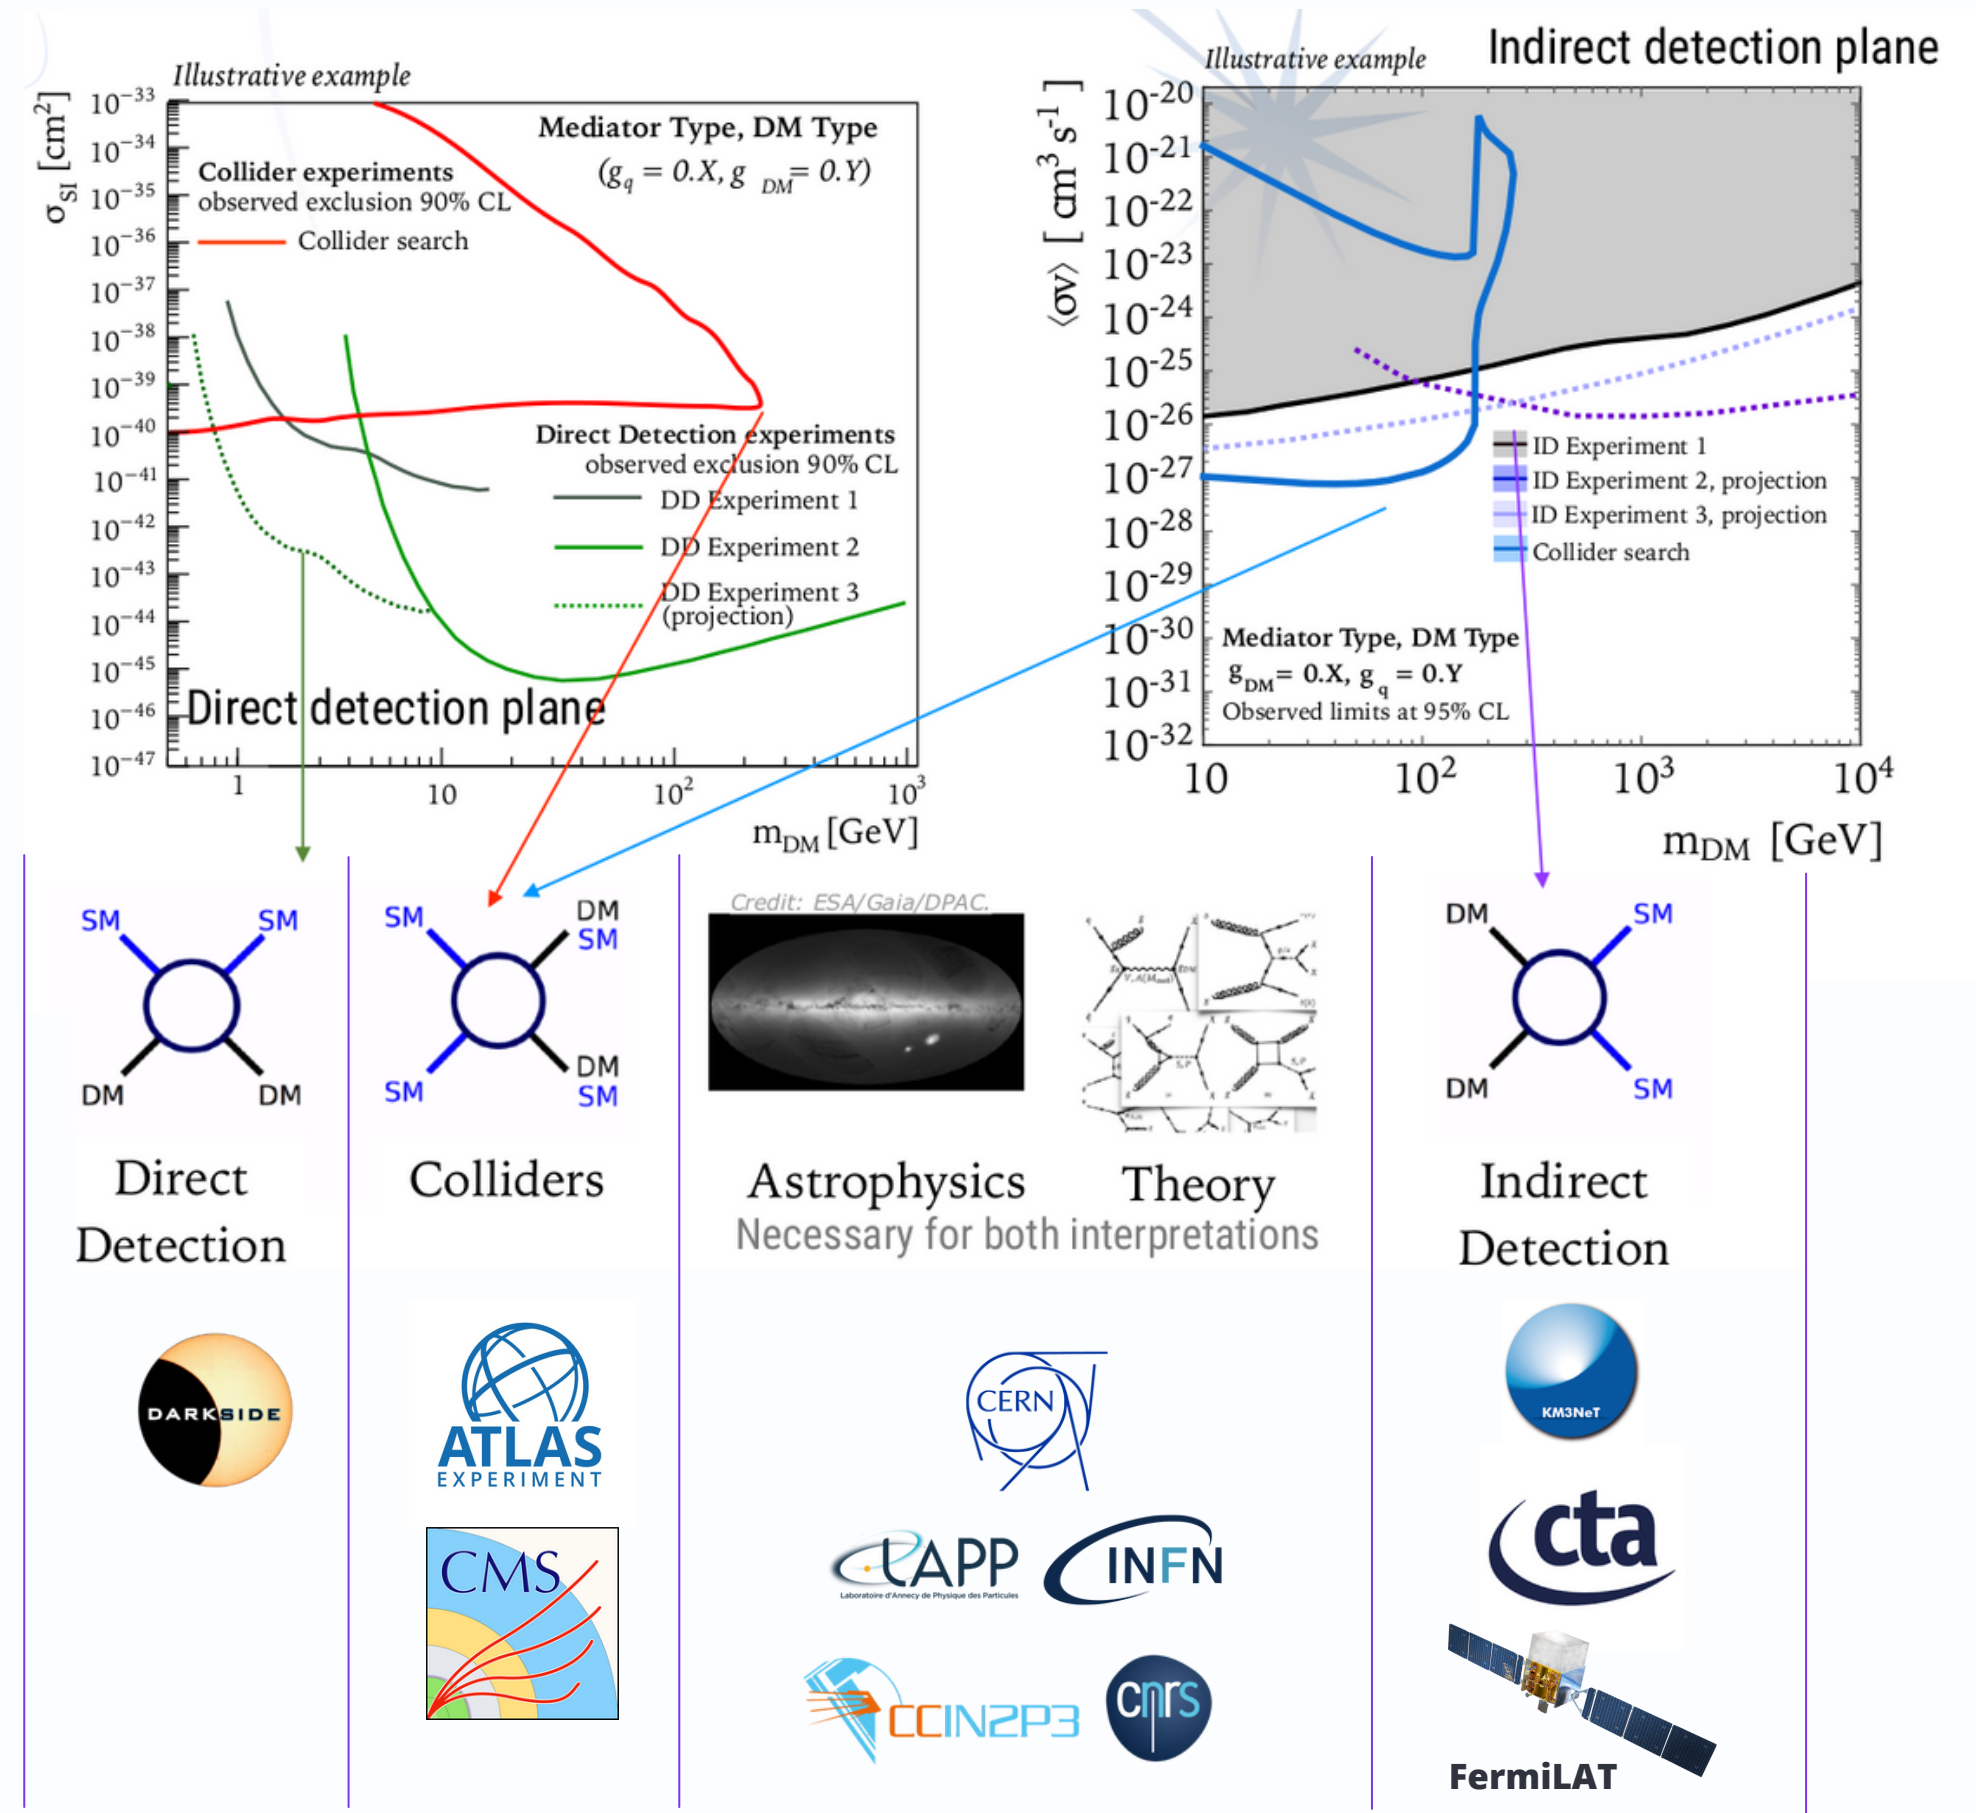 Illustrative example
σSI [cm²]
10⁻³³
10⁻³⁴
10⁻³⁵
10⁻³⁶
10⁻³⁷
10⁻³⁸
10⁻³⁹
10⁻⁴⁰
10⁻⁴¹
10⁻⁴²
10⁻⁴³
10⁻⁴⁴
10⁻⁴⁵
10⁻⁴⁶
10⁻⁴⁷
Mediator Type, DM Type
(gq = 0.X, g DM= 0.Y)
Collider experiments
observed exclusion 90% CL
Collider search
Direct Detection experiments
observed exclusion 90% CL
DD Experiment 1
DD Experiment 2
DD Experiment 3
(projection)
Direct detection plane
1 10 10² 10³
mDM [GeV]
Illustrative example
Indirect detection plane
⟨σv⟩ [ cm³ s⁻¹ ]
10⁻²⁰
10⁻²¹
10⁻²²
10⁻²³
10⁻²⁴
10⁻²⁵
10⁻²⁶
10⁻²⁷
10⁻²⁸
10⁻²⁹
10⁻³⁰
10⁻³¹
10⁻³²
ID Experiment 1
ID Experiment 2, projection
ID Experiment 3, projection
Collider search
Mediator Type, DM Type
gDM= 0.X, gq = 0.Y
Observed limits at 95% CL
10 10² 10³ 10⁴
mDM [GeV]
SM SM
DM DM
Direct
Detection
SM DM
SM
SM DM
SM
Colliders
Credit: ESA/Gaia/DPAC.
Astrophysics
Theory
Necessary for both interpretations
DM SM
DM SM
Indirect
Detection
DARKSIDE
ATLAS
EXPERIMENT
CMS
CERN
LAPP
Laboratoire d'Annecy de Physique des Particules
INFN
CCIN2P3
cnrs
KM3NeT
cta
FermiLAT